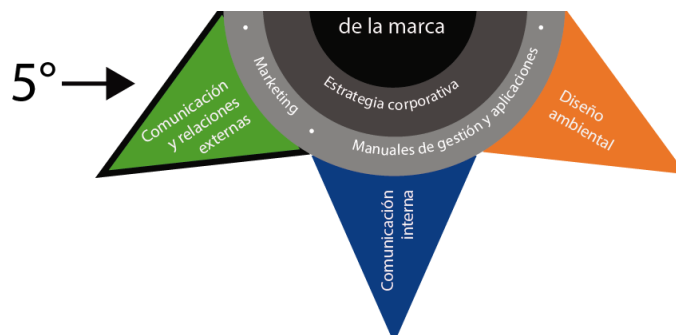 de la marca
5°
Estrategia corporativa
• Marketing • Manuales de gestión y aplicaciones •
Comunicación
y relaciones
externas
Comunicación
interna
Diseño
ambiental